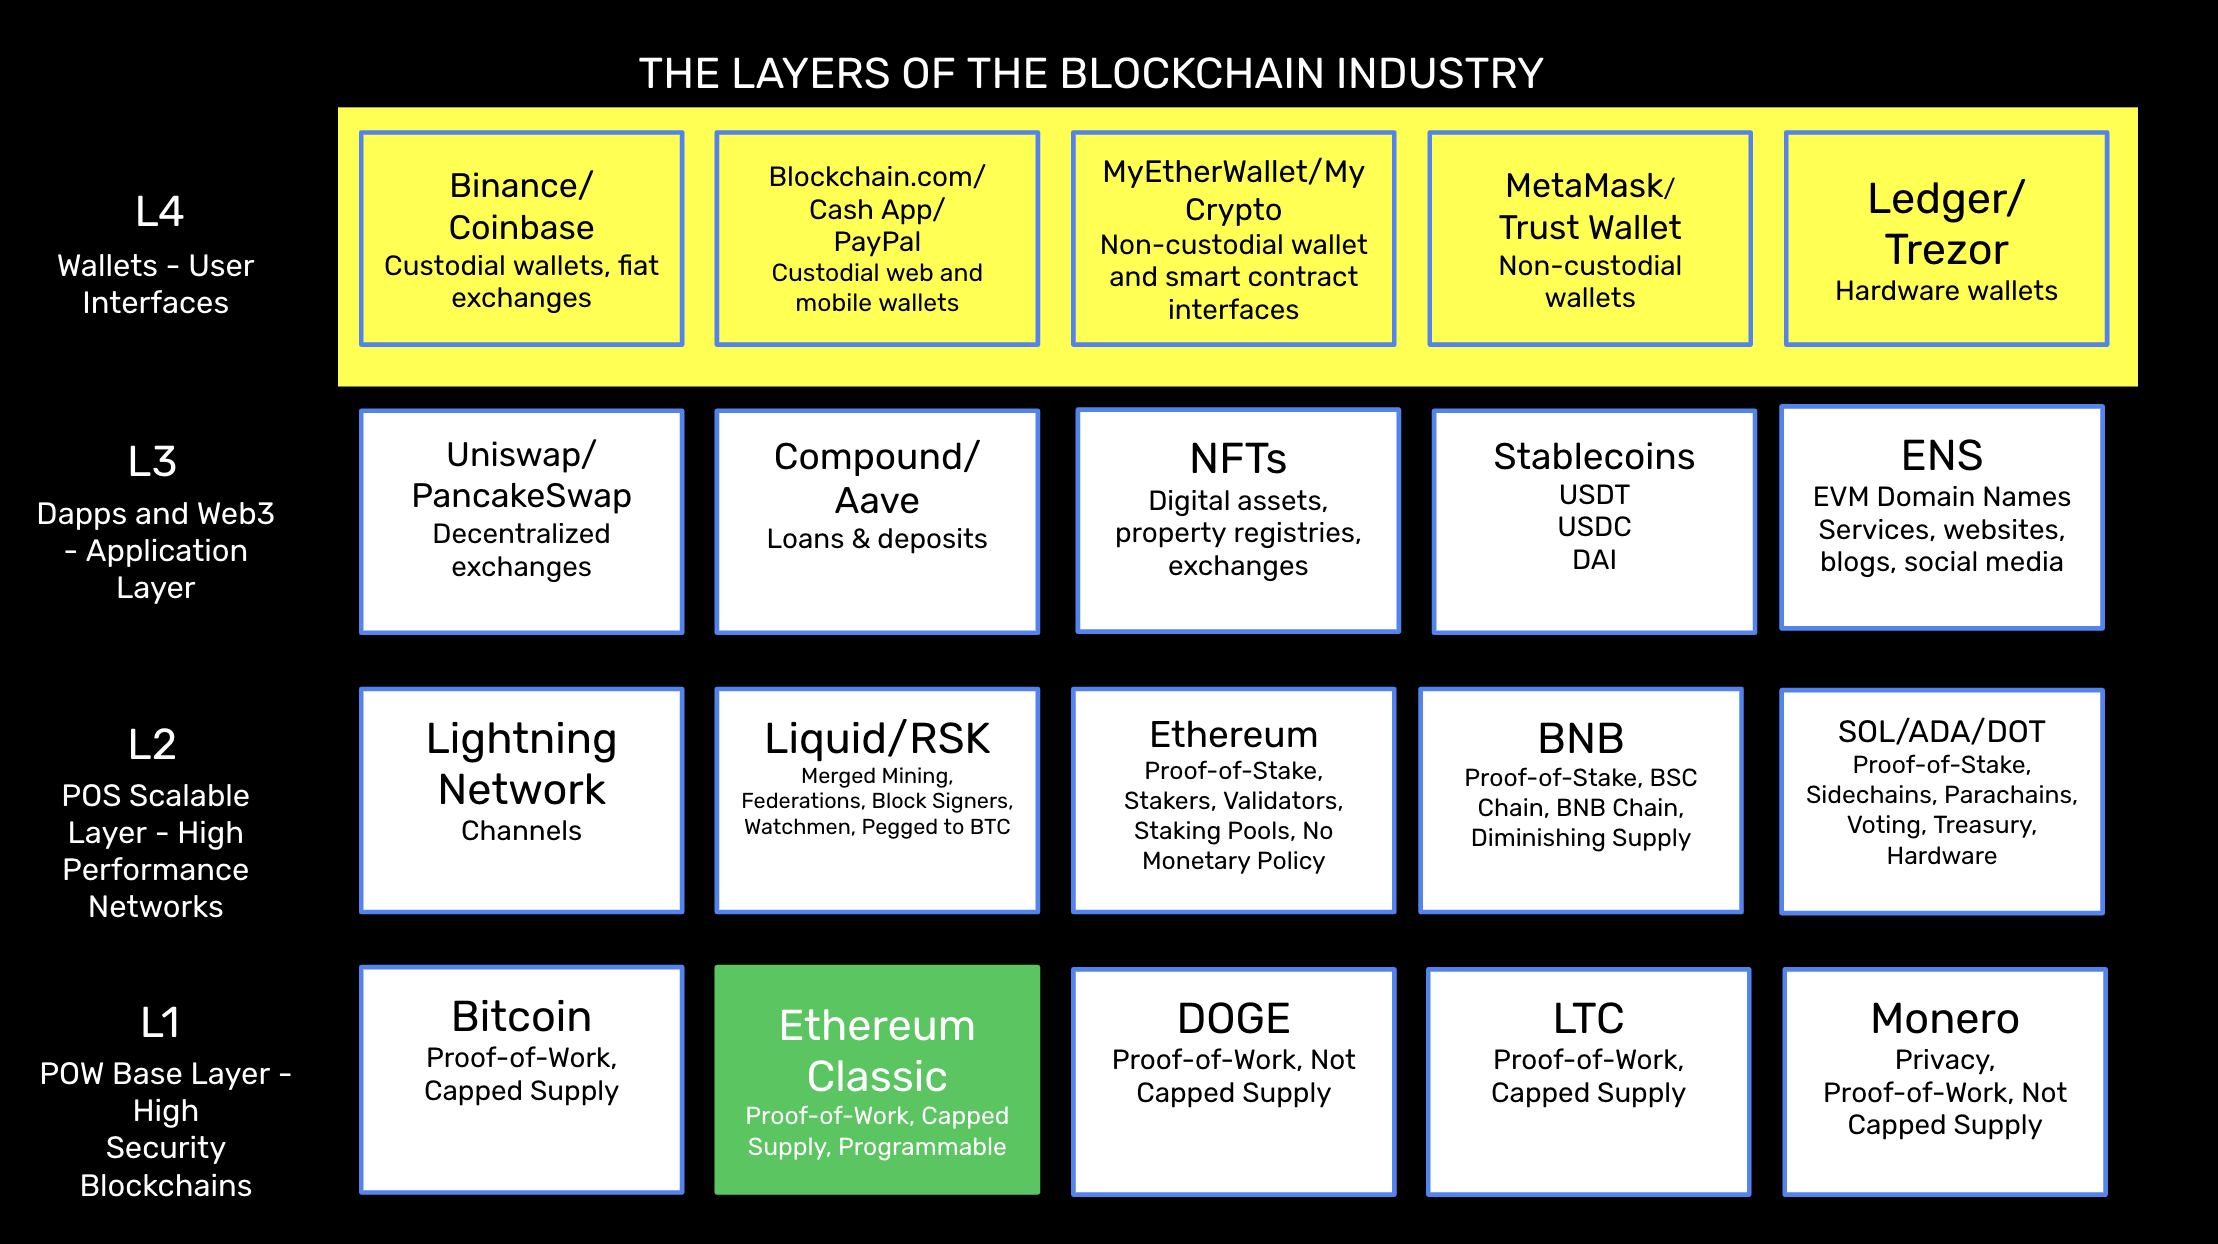 THE LAYERS OF THE BLOCKCHAIN INDUSTRY
L4
Wallets - User
Interfaces
Binance/
Coinbase
Custodial wallets, fiat
exchanges
Blockchain.com/
Cash App/
PayPal
Custodial web and
mobile wallets
MyEtherWallet/My
Crypto
Non-custodial wallet
and smart contract
interfaces
MetaMask/
Trust Wallet
Non-custodial
wallets
Ledger/
Trezor
Hardware wallets
L3
Dapps and Web3
- Application
Layer
Uniswap/
PancakeSwap
Decentralized
exchanges
Compound/
Aave
Loans & deposits
NFTs
Digital assets,
property registries,
exchanges
Stablecoins
USDT
USDC
DAI
ENS
EVM Domain Names
Services, websites,
blogs, social media
L2
POS Scalable
Layer - High
Performance
Networks
Lightning
Network
Channels
Liquid/RSK
Merged Mining,
Federations, Block Signers,
Watchmen, Pegged to BTC
Ethereum
Proof-of-Stake,
Stakers, Validators,
Staking Pools, No
Monetary Policy
BNB
Proof-of-Stake, BSC
Chain, BNB Chain,
Diminishing Supply
SOL/ADA/DOT
Proof-of-Stake,
Sidechains, Parachains,
Voting, Treasury,
Hardware
L1
POW Base Layer -
High
Security
Blockchains
Bitcoin
Proof-of-Work,
Capped Supply
Ethereum
Classic
Proof-of-Work, Capped
Supply, Programmable
DOGE
Proof-of-Work, Not
Capped Supply
LTC
Proof-of-Work,
Capped Supply
Monero
Privacy,
Proof-of-Work, Not
Capped Supply